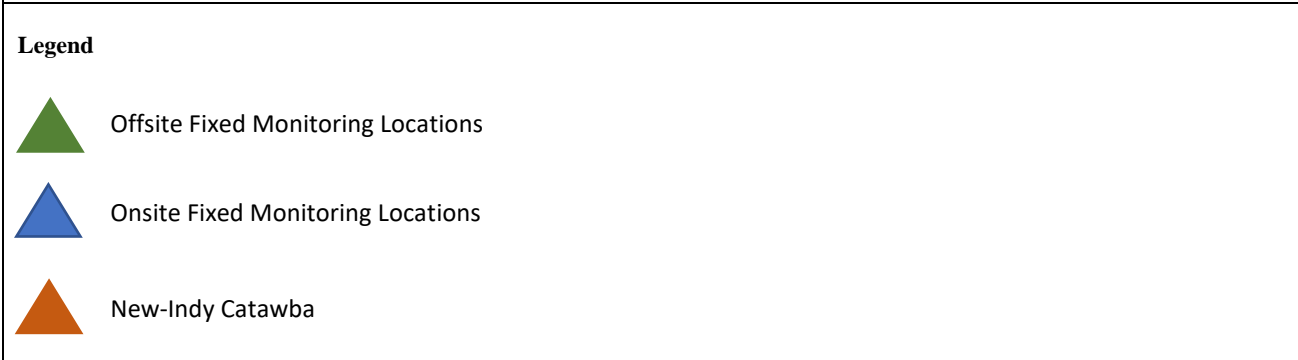 Legend
Offsite Fixed Monitoring Locations
Onsite Fixed Monitoring Locations
New-Indy Catawba